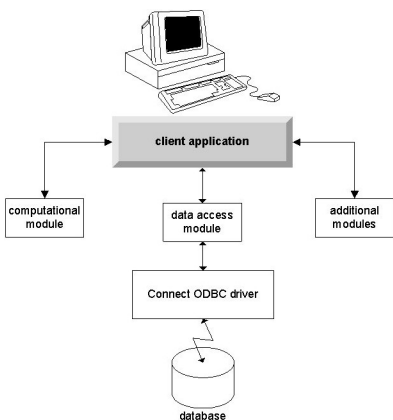 client application
computational
module
data access
module
additional
modules
Connect ODBC driver
database